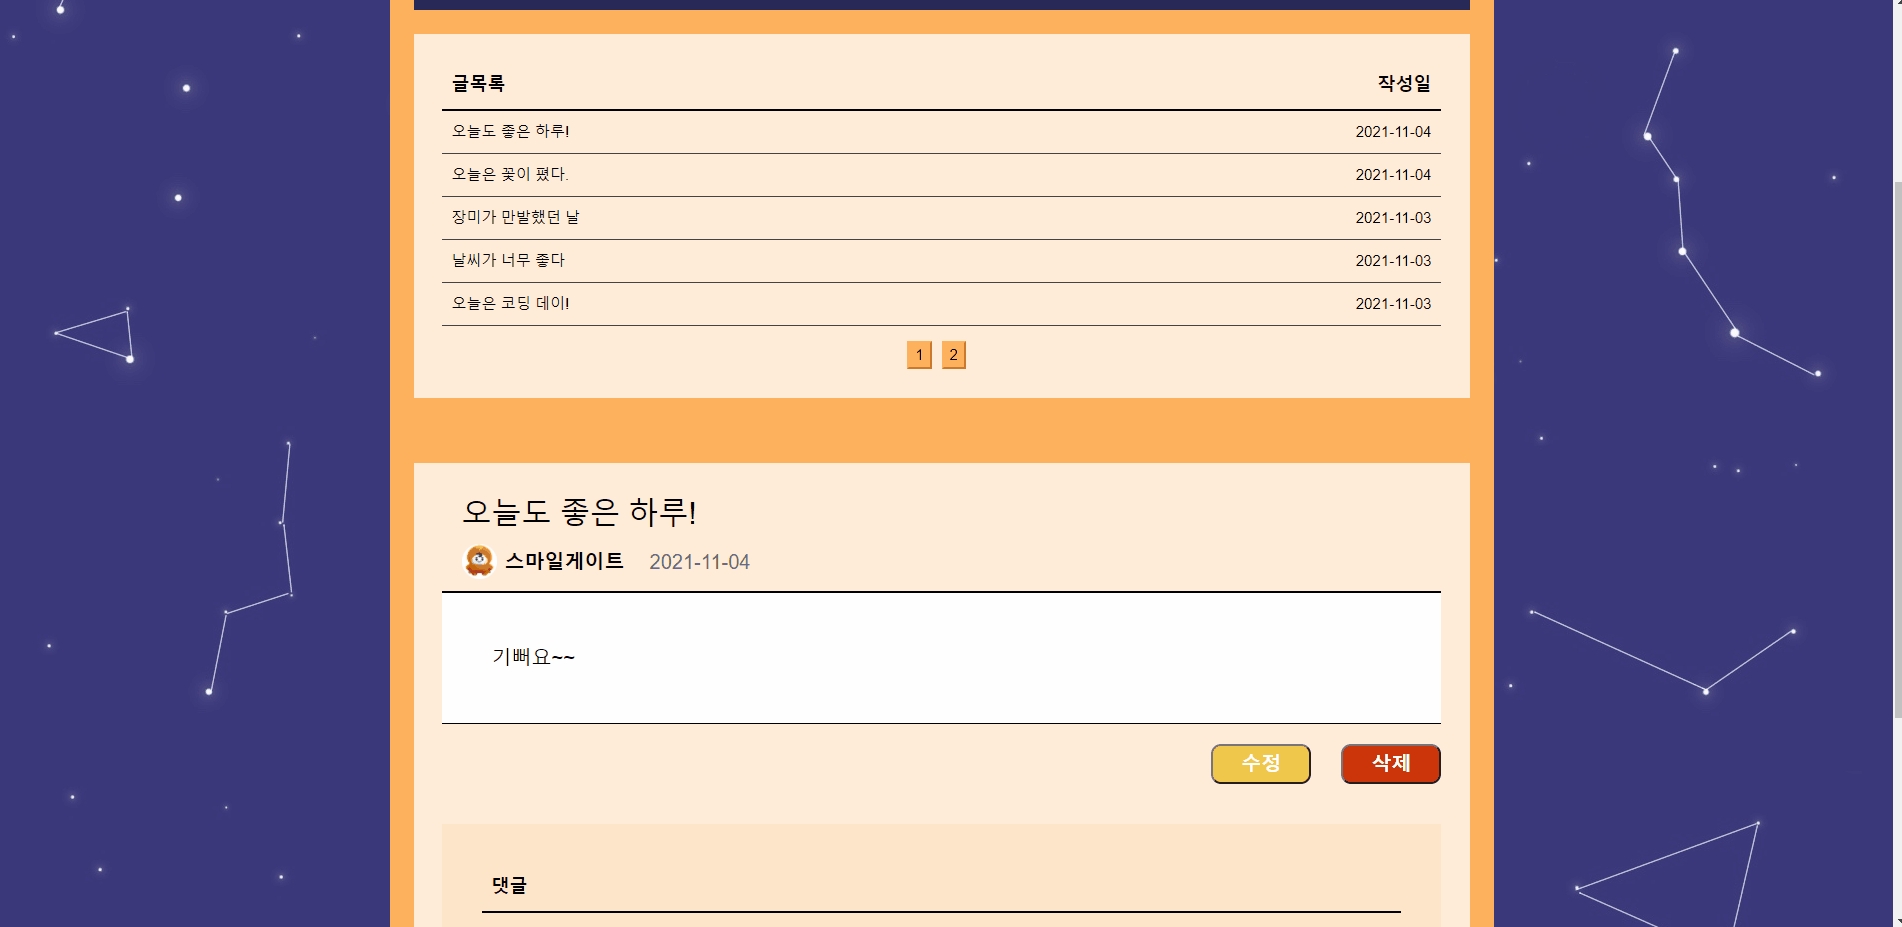 글목록 작성일
오늘도 좋은 하루! 2021-11-04
오늘은 꽃이 폈다. 2021-11-04
장미가 만발했던 날 2021-11-03
날씨가 너무 좋다 2021-11-03
오늘은 코딩 데이! 2021-11-03
1 2
오늘도 좋은 하루!
스마일게이트 2021-11-04
기뻐요~~
수정 삭제
댓글